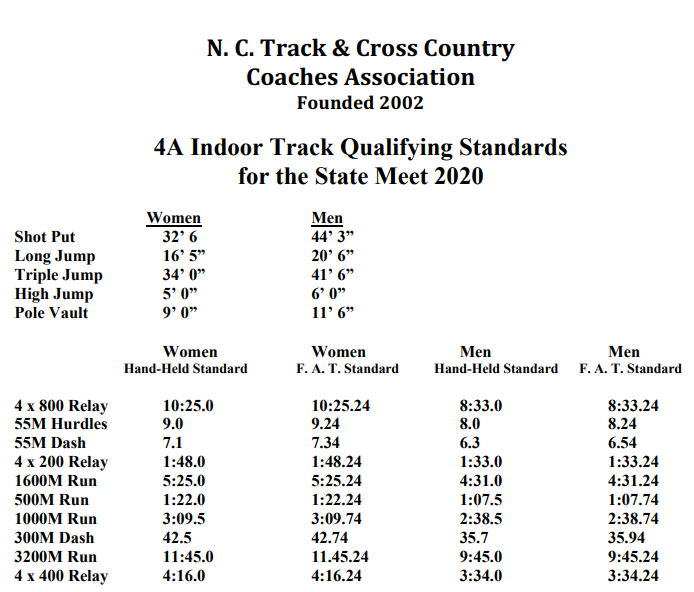 N. C. Track & Cross Country
Coaches Association
Founded 2002
4A Indoor Track Qualifying Standards
for the State Meet 2020
Women Men
Shot Put 32’ 6 44’ 3”
Long Jump 16’ 5” 20’ 6”
Triple Jump 34’ 0” 41’ 6”
High Jump 5’ 0” 6’ 0”
Pole Vault 9’ 0” 11’ 6”
Women Women Men Men
Hand-Held Standard F. A. T. Standard Hand-Held Standard F. A. T. Standard
4 x 800 Relay 10:25.0 10:25.24 8:33.0 8:33.24
55M Hurdles 9.0 9.24 8.0 8.24
55M Dash 7.1 7.34 6.3 6.54
4 x 200 Relay 1:48.0 1:48.24 1:33.0 1:33.24
1600M Run 5:25.0 5:25.24 4:31.0 4:31.24
500M Run 1:22.0 1:22.24 1:07.5 1:07.74
1000M Run 3:09.5 3:09.74 2:38.5 2:38.74
300M Dash 42.5 42.74 35.7 35.94
3200M Run 11:45.0 11.45.24 9:45.0 9:45.24
4 x 400 Relay 4:16.0 4:16.24 3:34.0 3:34.24